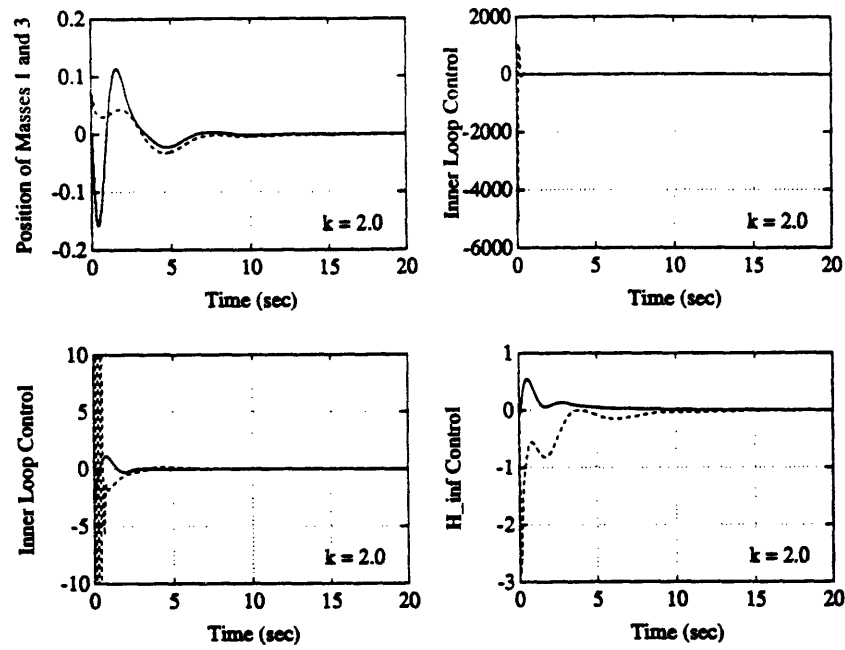 Position of Masses 1 and 3
0.2
0.1
0
-0.1
-0.2
k = 2.0
0 5 10 15 20
Time (sec)
Inner Loop Control
2000
0
-2000
-4000
-6000
k = 2.0
0 5 10 15 20
Time (sec)
Inner Loop Control
10
5
0
-5
-10
k = 2.0
0 5 10 15 20
Time (sec)
H_inf Control
1
0
-1
-2
-3
k = 2.0
0 5 10 15 20
Time (sec)